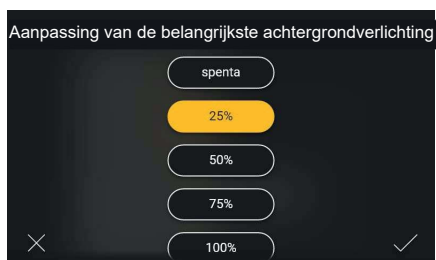 Aanpassing van de belangrijkste achtergrondverlichting
spenta
25%
50%
75%
100%